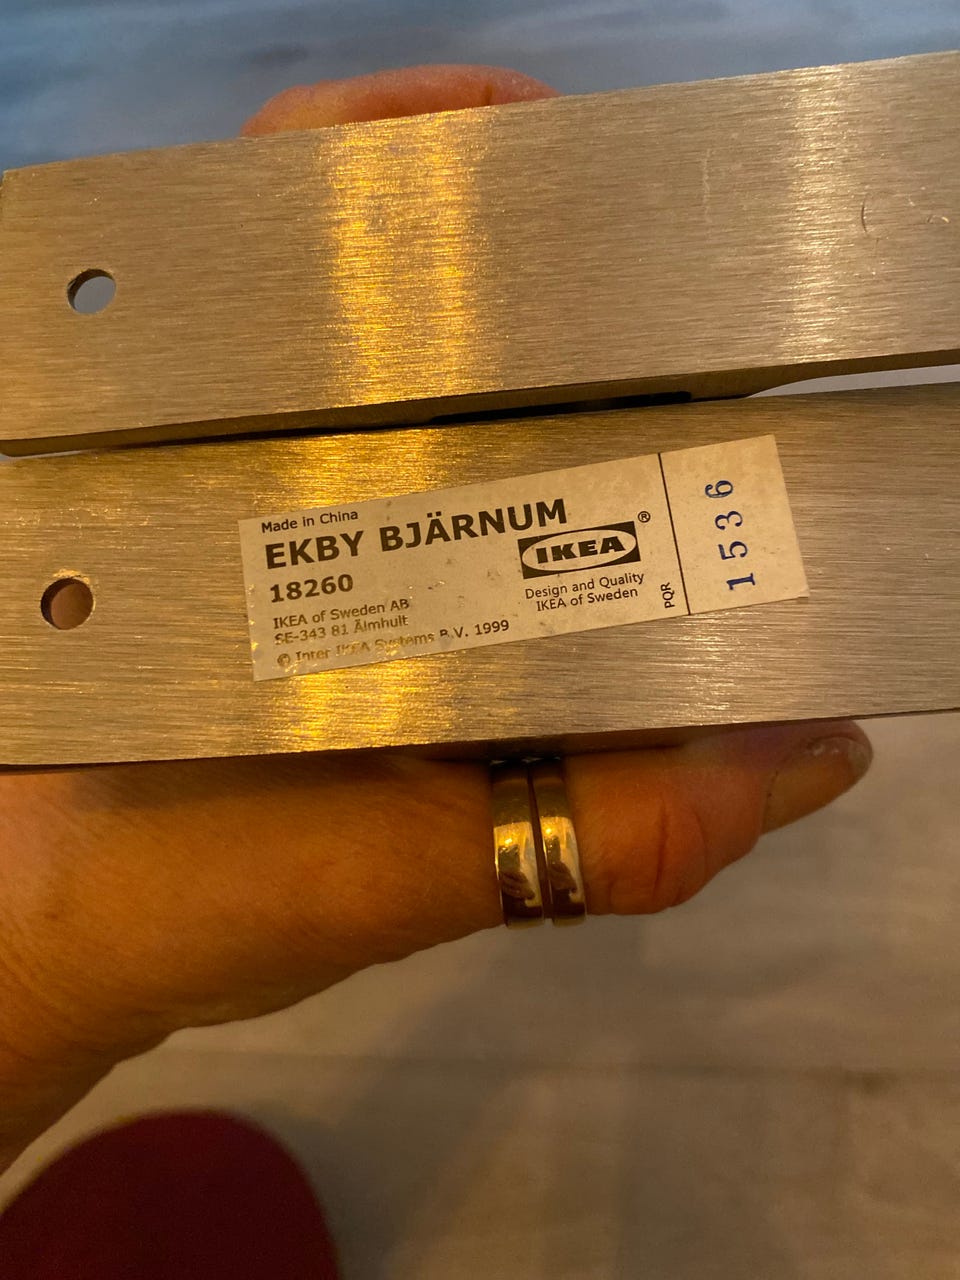 Made in China
EKBY BJÄRNUM
18260
IKEA of Sweden AB
SE-343 81 Älmhult
© Inter IKEA Systems B.V. 1999
IKEA®
Design and Quality
IKEA of Sweden
PQR
1536